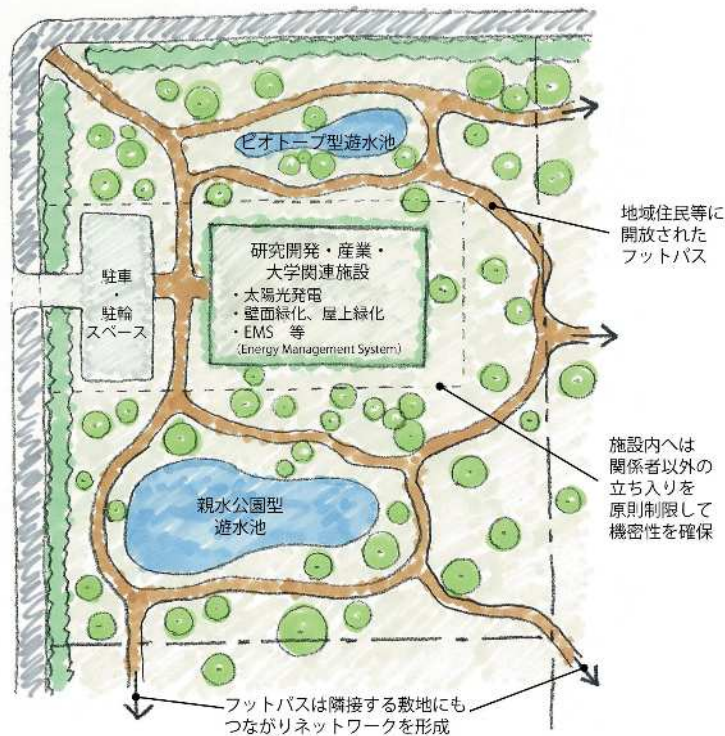 ビオトープ型遊水池
地域住民等に
開放された
フットパス
研究開発・産業・
大学関連施設
・太陽光発電
・壁面緑化、屋上緑化
・EMS 等
(Energy Management System)
駐車
・
駐輪
スペース
施設内へは
関係者以外の
立ち入りを
原則制限して
機密性を確保
親水公園型
遊水池
フットパスは隣接する敷地にも
つながりネットワークを形成